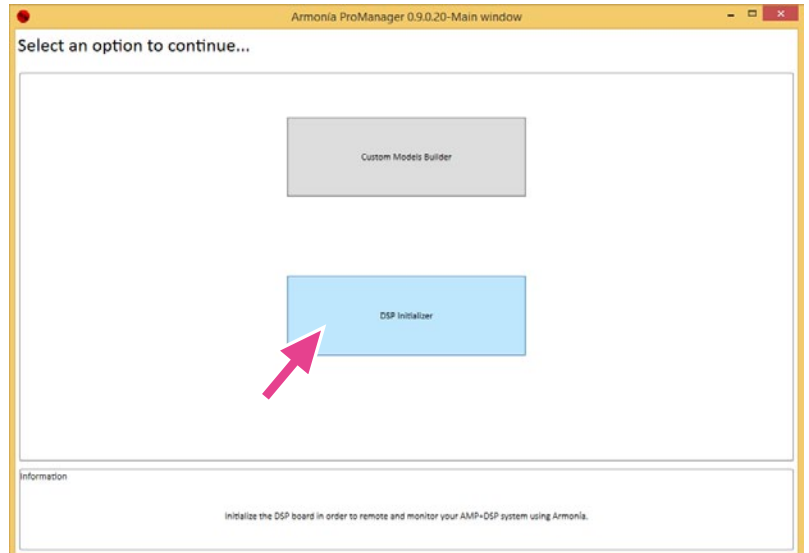 Armonía ProManager 0.9.0.20-Main window
Select an option to continue...
Custom Models Builder
DSP Initializer
Information
Initialize the DSP board in order to remote and monitor your AMP+DSP system using Armonía.